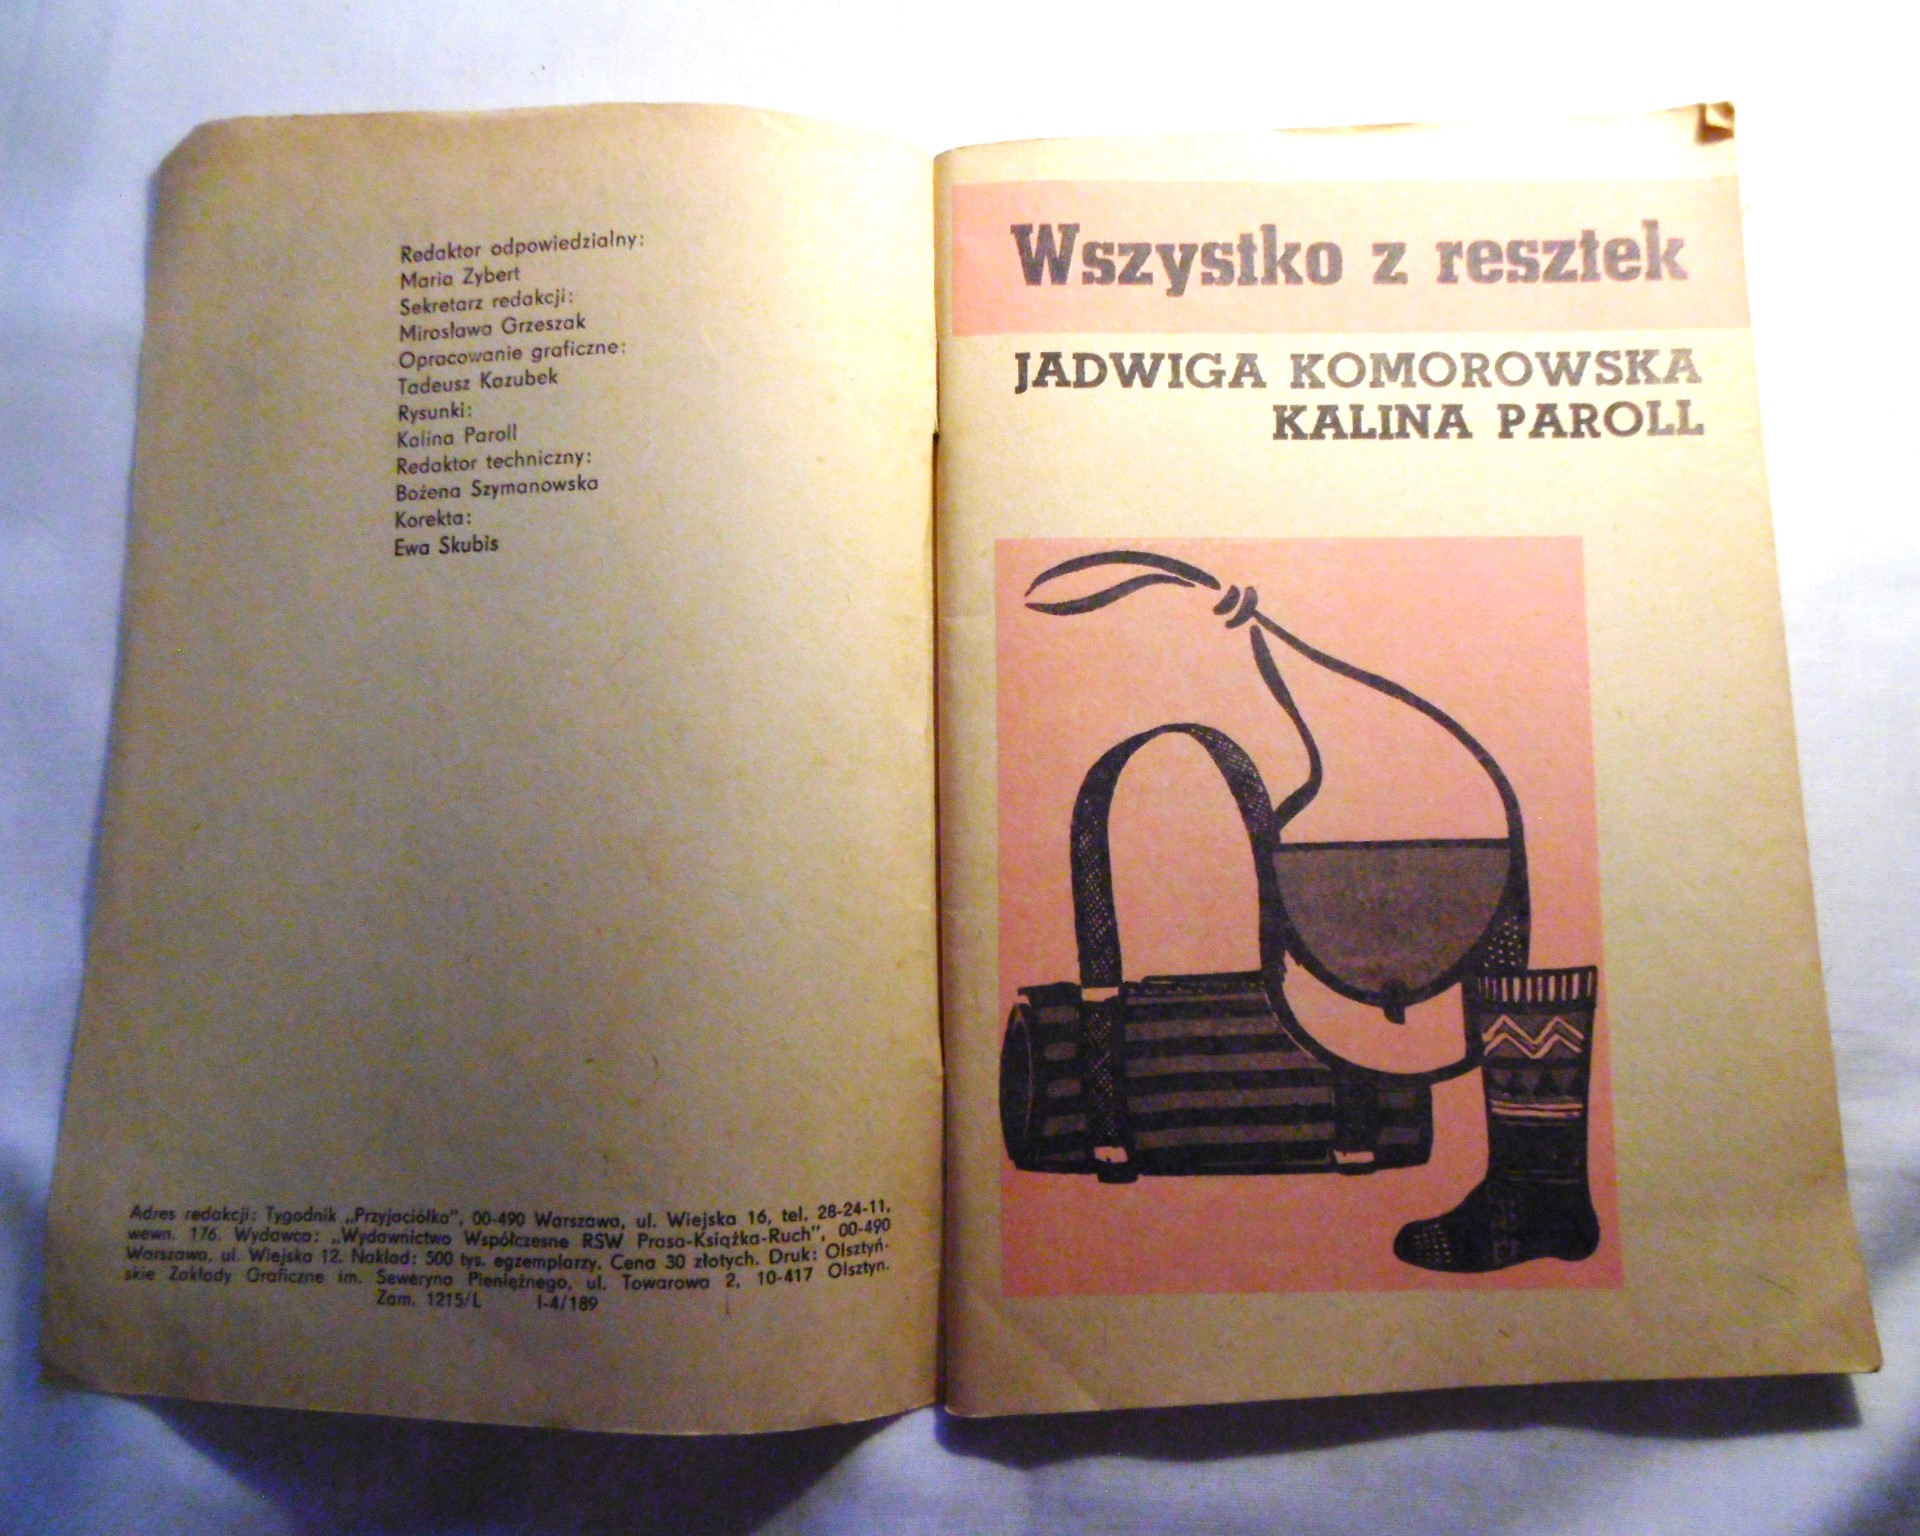 Redaktor odpowiedzialny:
Maria Zybert
Sekretarz redakcji:
Mirosława Grzeszak
Opracowanie graficzne:
Tadeusz Kazubek
Rysunki:
Kalina Paroll
Redaktor techniczny:
Bożena Szymanowska
Korekta:
Ewa Skubis
Adres redakcji: Tygodnik „Przyjaciółka”, 00-490 Warszawa, ul. Wiejska 16, tel. 28-24-11,
wewn. 176. Wydawca: „Wydawnictwo Współczesne RSW Prasa-Książka-Ruch”, 00-490
Warszawa, ul. Wiejska 12. Nakład: 500 tys. egzemplarzy. Cena 30 złotych. Druk: Olsztyń-
skie Zakłady Graficzne im. Seweryna Pieniężnego, ul. Towarowa 2, 10-417 Olsztyn.
Zam. 1215/L I-4/189
Wszystko z resztek
JADWIGA KOMOROWSKA
KALINA PAROLL